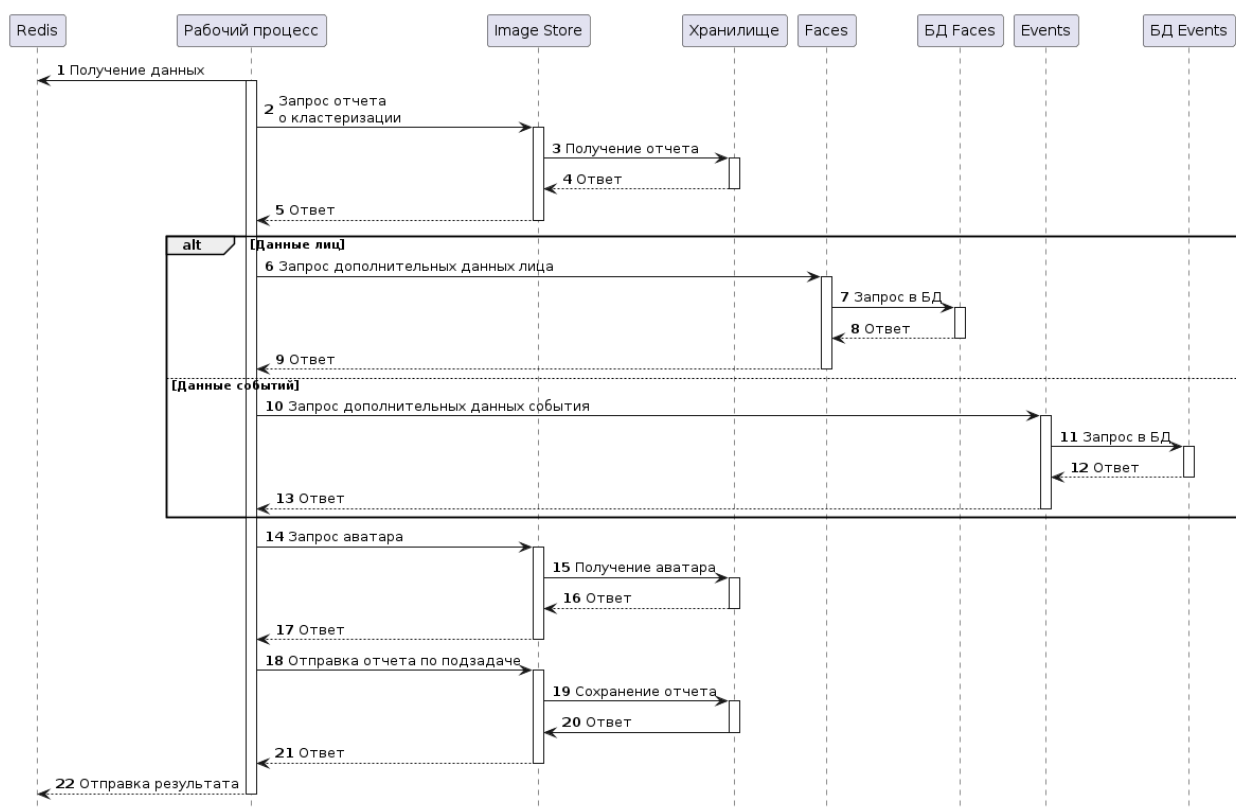 Redis
Рабочий процесс
Image Store
Хранилище
Faces
БД Faces
Events
БД Events
1 Получение данных
2 Запрос отчета
о кластеризации
3 Получение отчета
4 Ответ
5 Ответ
alt [Данные лиц]
6 Запрос дополнительных данных лица
7 Запрос в БД
8 Ответ
9 Ответ
[Данные событий]
10 Запрос дополнительных данных события
11 Запрос в БД
12 Ответ
13 Ответ
14 Запрос аватара
15 Получение аватара
16 Ответ
17 Ответ
18 Отправка отчета по подзадаче
19 Сохранение отчета
20 Ответ
21 Ответ
22 Отправка результата